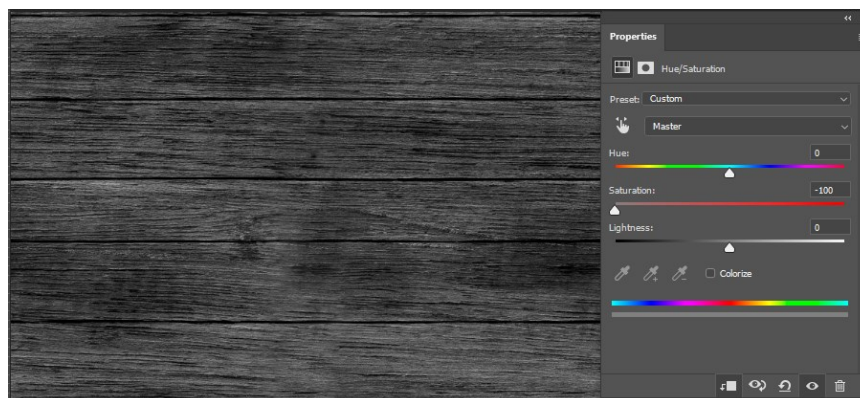 Properties
Hue/Saturation
Preset: Custom
Master
Hue: 0
Saturation: -100
Lightness: 0
Colorize